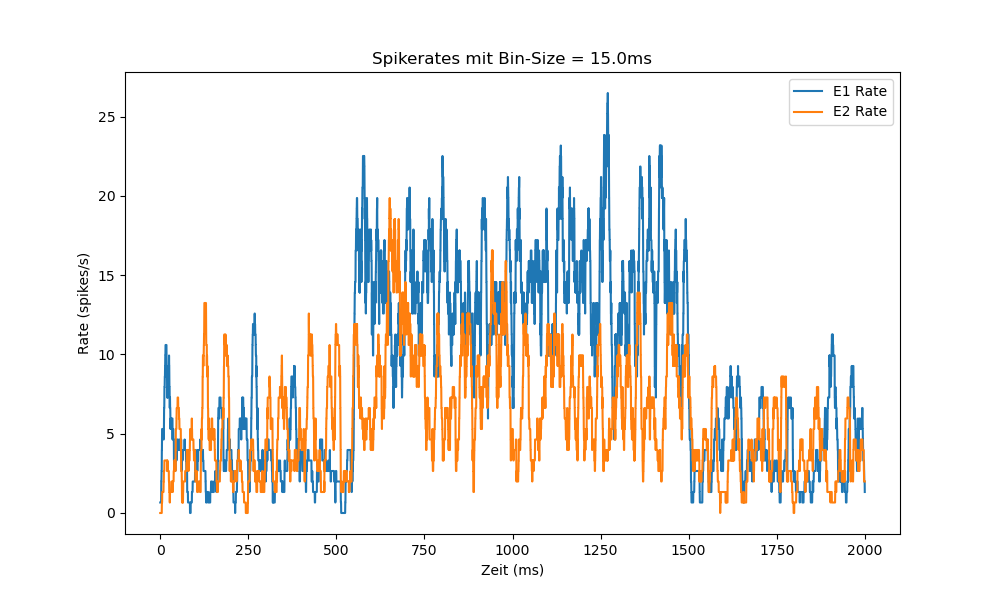 Spikerates mit Bin-Size = 15.0ms
E1 Rate
E2 Rate
Rate (spikes/s)
25
20
15
10
5
0
0 250 500 750 1000 1250 1500 1750 2000
Zeit (ms)